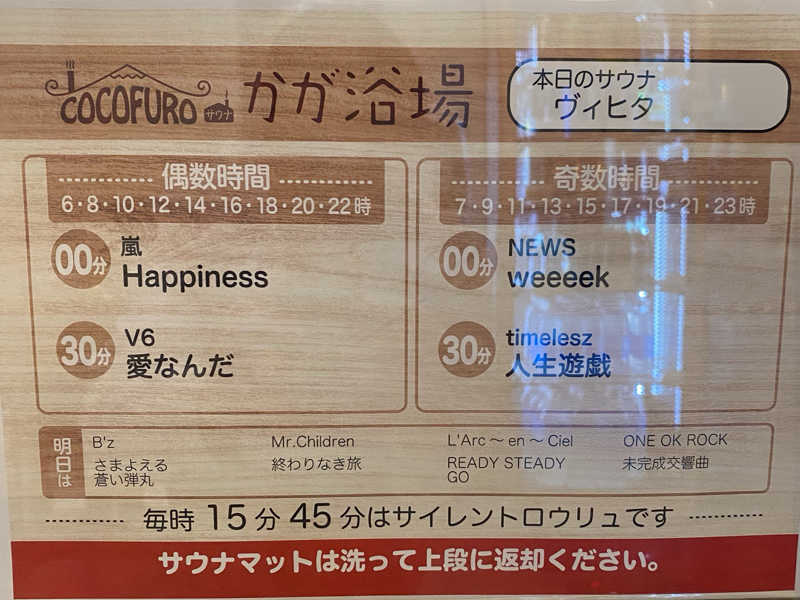 COCOFURO サウナ かが浴場
本日のサウナ
ヴィヒタ
偶数時間
6・8・10・12・14・16・18・20・22時
00分
嵐
Happiness
30分
V6
愛なんだ
奇数時間
7・9・11・13・15・17・19・21・23時
00分
NEWS
weeeek
30分
timelesz
人生遊戯
明日は
B'z
さまよえる
蒼い弾丸
Mr.Children
終わりなき旅
L'Arc～en～Ciel
READY STEADY
GO
ONE OK ROCK
未完成交響曲
毎時 15分 45分はサイレントロウリュです
サウナマットは洗って上段に返却ください。